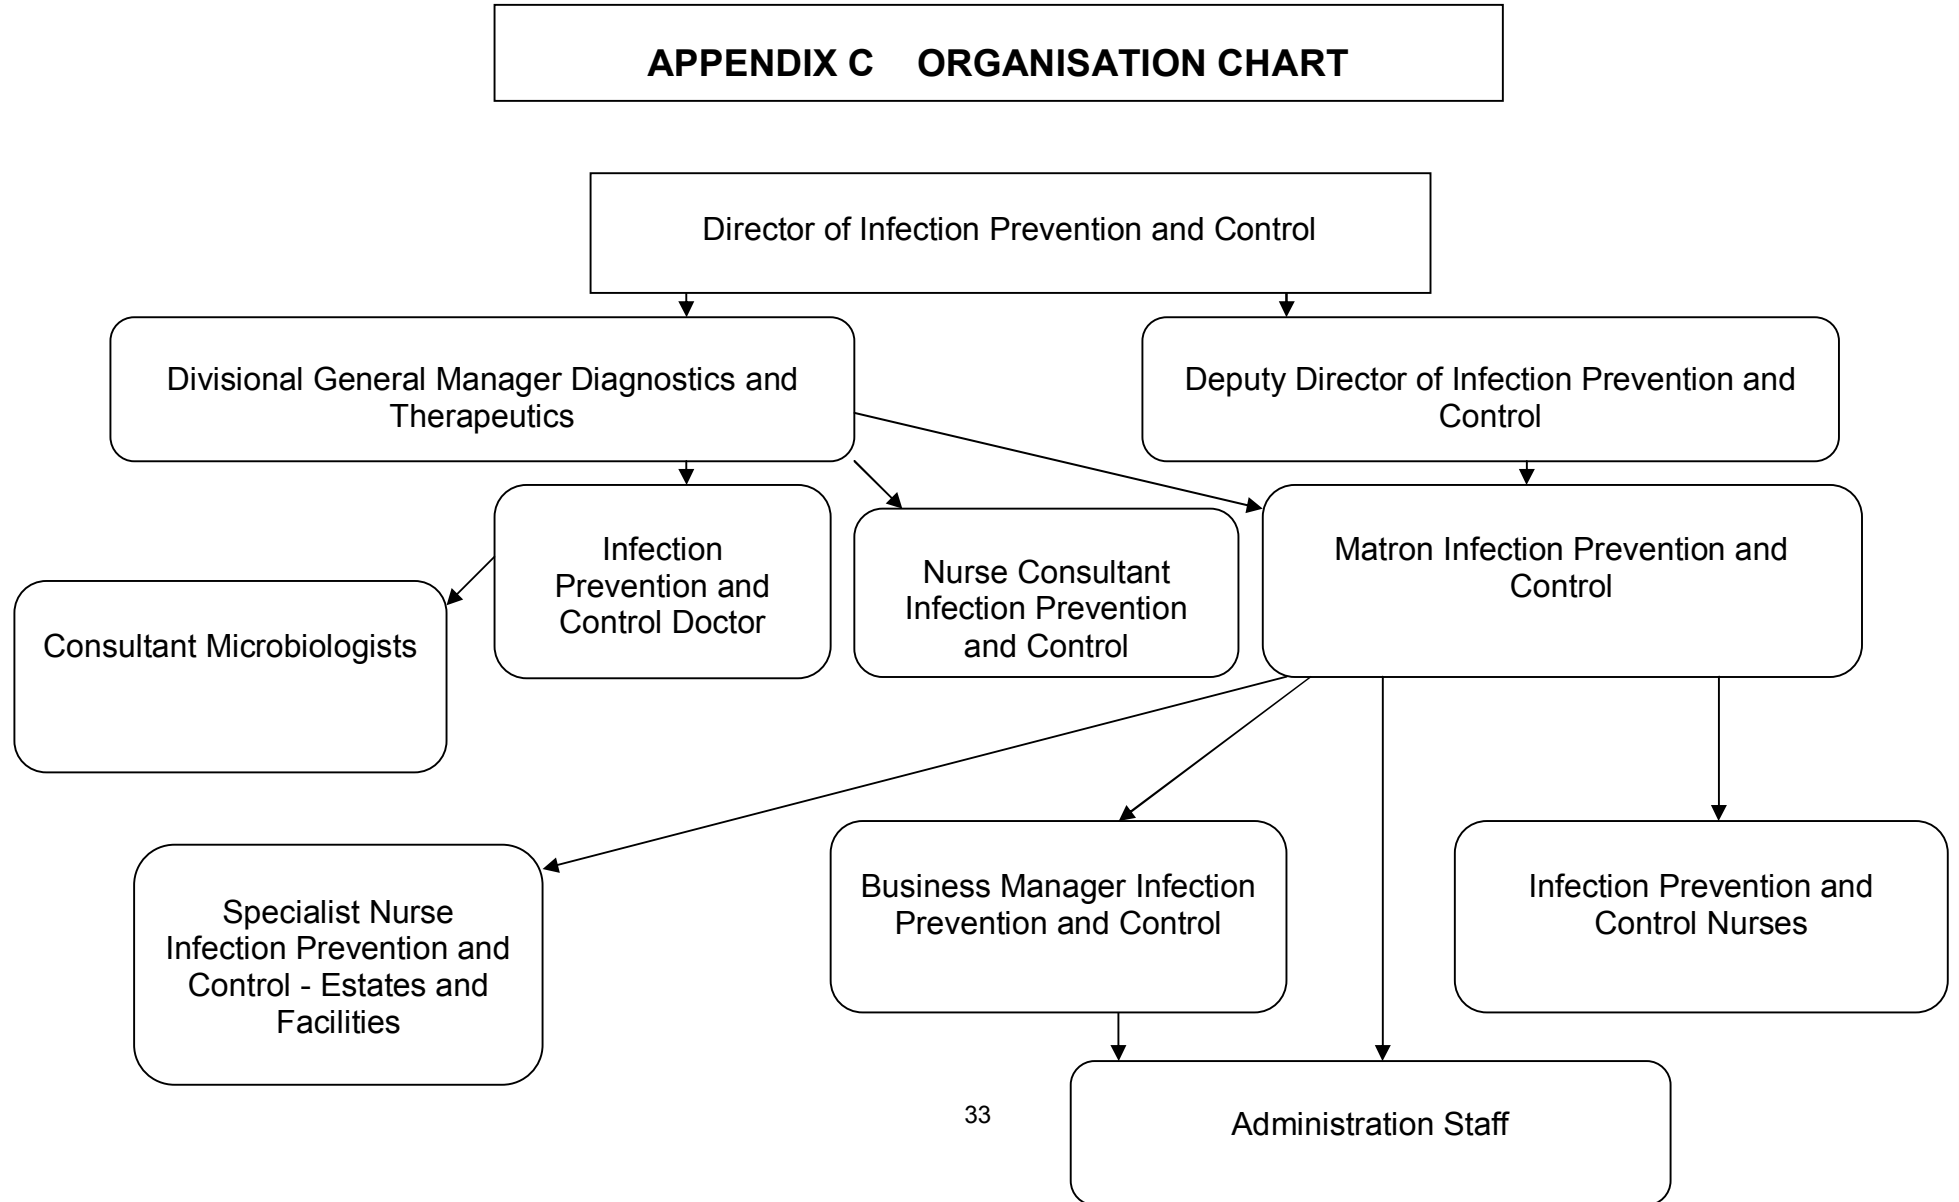 APPENDIX C ORGANISATION CHART
Director of Infection Prevention and Control
Divisional General Manager Diagnostics and
Therapeutics
Deputy Director of Infection Prevention and
Control
Infection
Prevention and
Control Doctor
Nurse Consultant
Infection Prevention
and Control
Matron Infection Prevention and
Control
Consultant Microbiologists
Specialist Nurse
Infection Prevention and
Control - Estates and
Facilities
Business Manager Infection
Prevention and Control
Infection Prevention and
Control Nurses
Administration Staff
33